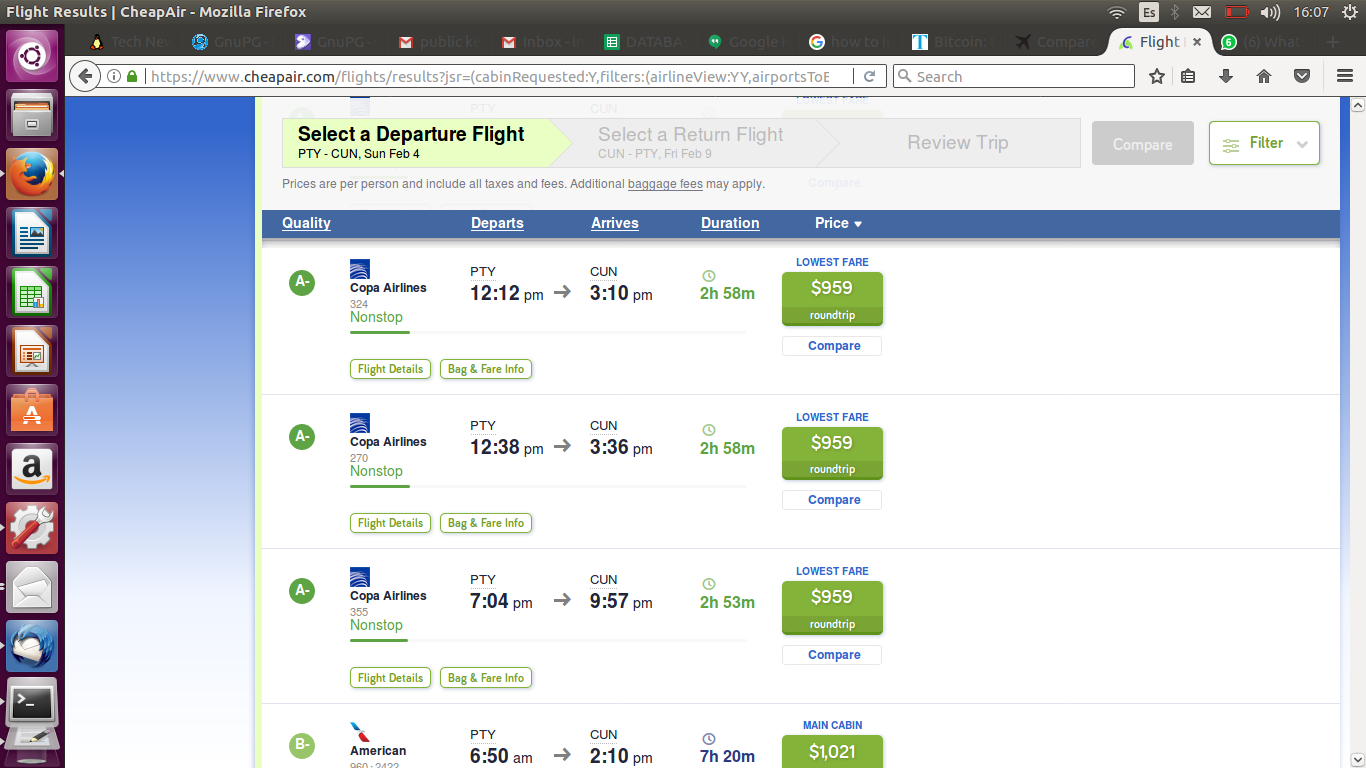 Flight Results | CheapAir - Mozilla Firefox
Es
16:07
Tech Ne
GnuPG-
GnuPG
public k
Inbox - i
DATABA
Google
how to
Bitcoin:
Compar
Flight
(6) What
https://www.cheapair.com/flights/results?jsr=(cabinRequested:Y,filters:(airlineView:YY,airportsToE
Search
PTY
CUN
LOWEST FARE
Select a Departure Flight
PTY - CUN, Sun Feb 4
Select a Return Flight
CUN - PTY, Fri Feb 9
Review Trip
Compare
Filter
Prices are per person and include all taxes and fees. Additional baggage fees may apply.
Compare
Quality
Departs
Arrives
Duration
Price
A-
Copa Airlines
324
Nonstop
PTY
12:12 pm
CUN
3:10 pm
2h 58m
LOWEST FARE
$959
roundtrip
Compare
Flight Details
Bag & Fare Info
A-
Copa Airlines
270
Nonstop
PTY
12:38 pm
CUN
3:36 pm
2h 58m
LOWEST FARE
$959
roundtrip
Compare
Flight Details
Bag & Fare Info
A-
Copa Airlines
355
Nonstop
PTY
7:04 pm
CUN
9:57 pm
2h 53m
LOWEST FARE
$959
roundtrip
Compare
Flight Details
Bag & Fare Info
B-
American
960 · 2422
PTY
6:50 am
CUN
2:10 pm
7h 20m
MAIN CABIN
$1,021